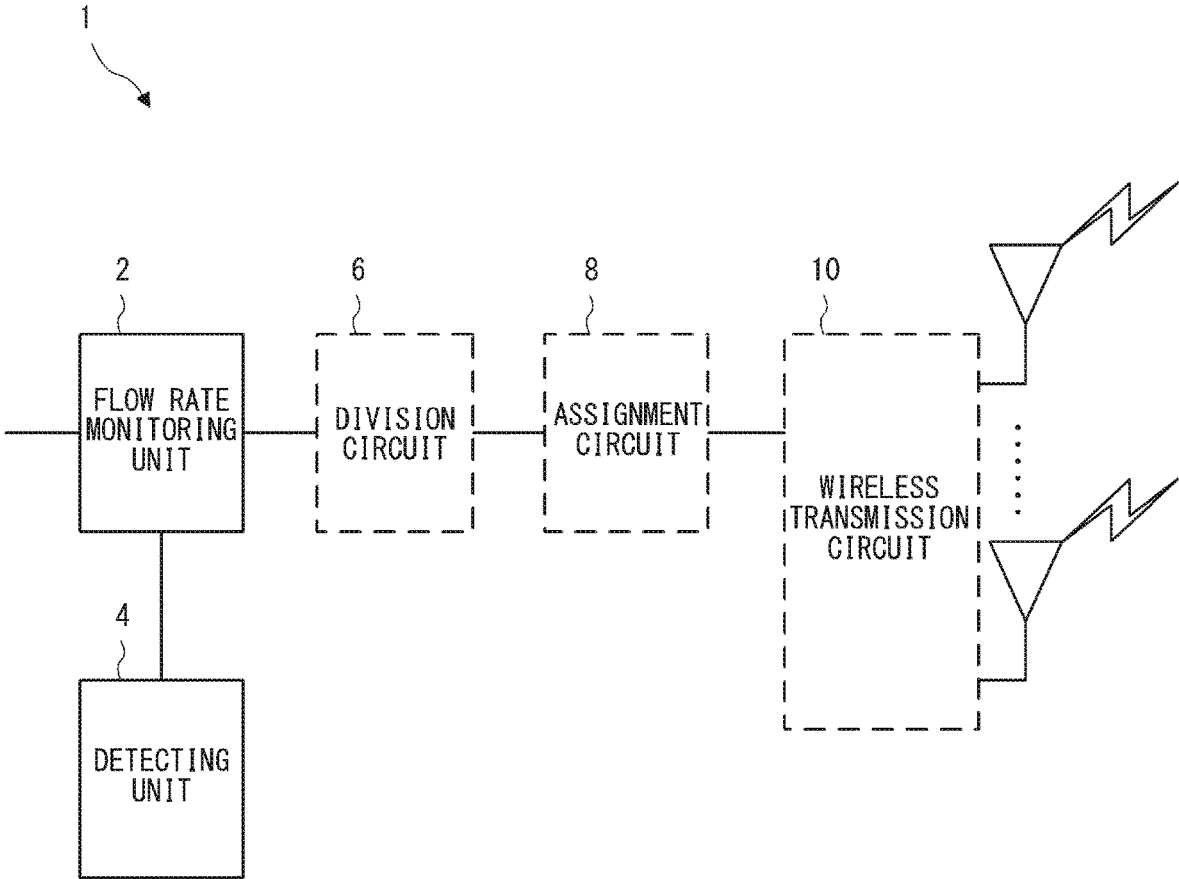 1
2
FLOW RATE
MONITORING
UNIT
6
DIVISION
CIRCUIT
8
ASSIGNMENT
CIRCUIT
10
WIRELESS
TRANSMISSION
CIRCUIT
4
DETECTING
UNIT